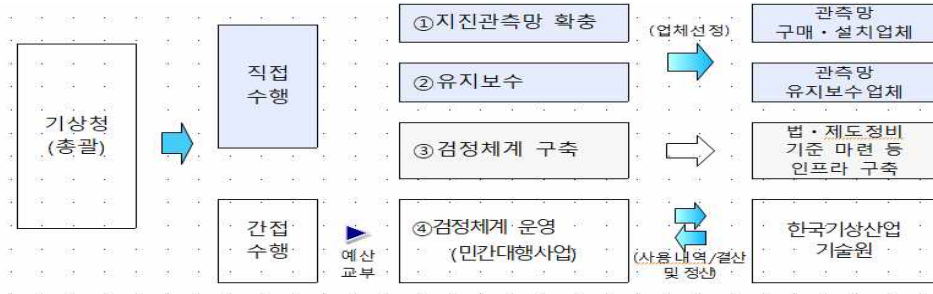 기상청
(총괄)
직접
수행
간접
수행
예산
교부
①지진관측망 확충
②유지보수
③검정체계 구축
④검정체계 운영
(민간대행사업)
(업체선정)
(사용내역/결산
및 정산)
관측망
구매・설치업체
관측망
유지보수업체
법・제도정비
기준 마련 등
인프라 구축
한국기상산업
기술원